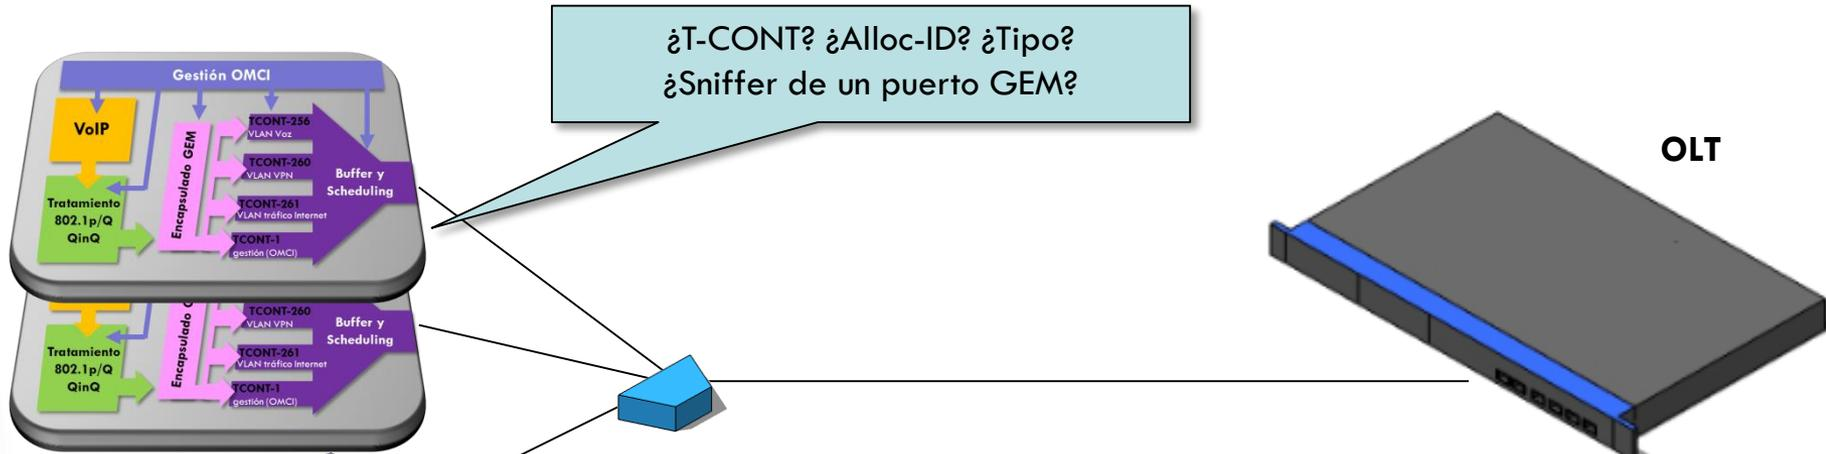 ¿T-CONT? ¿Alloc-ID? ¿Tipo?
¿Sniffer de un puerto GEM?
OLT
Gestión OMCI
VoIP
Tratamiento
802.1p/Q
QinQ
Encapsulado GEM
TCONT-256
VLAN Voz
TCONT-260
VLAN VPN
TCONT-261
VLAN tráfico Internet
TCONT-1
gestión (OMCI)
Buffer y
Scheduling
Tratamiento
802.1p/Q
QinQ
Encapsulado
TCONT-260
VLAN VPN
TCONT-261
VLAN tráfico Internet
TCONT-1
gestión (OMCI)
Buffer y
Scheduling